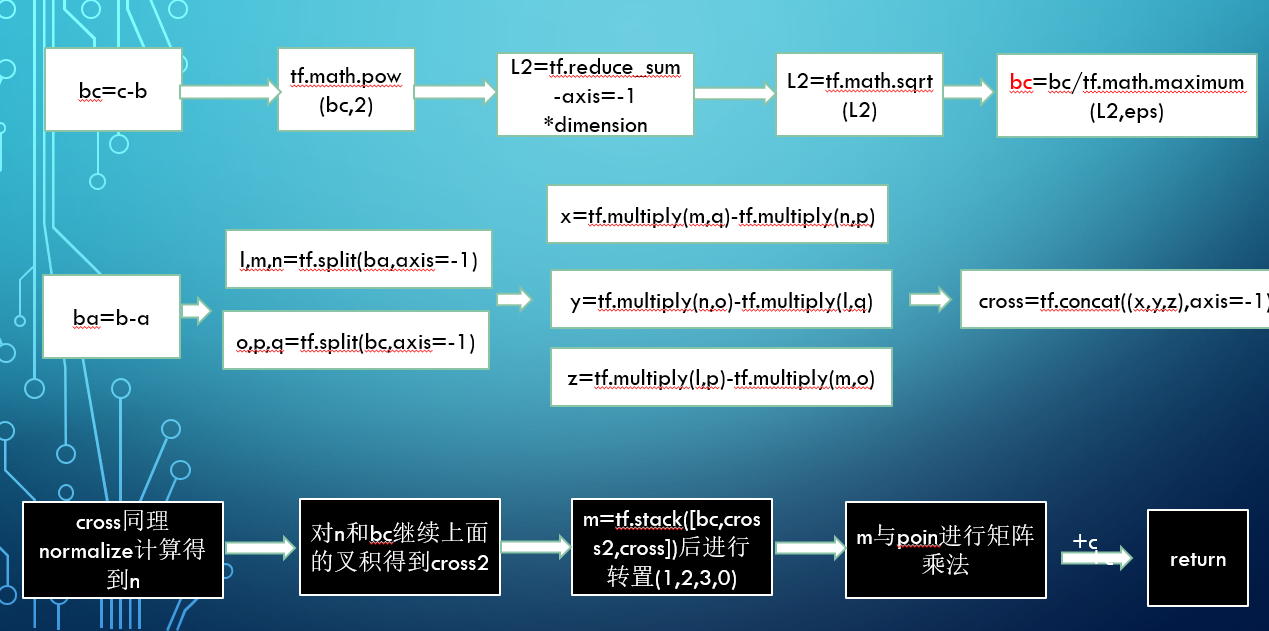 bc=c-b
tf.math.pow
(bc,2)
L2=tf.reduce_sum
-axis=-1
*dimension
L2=tf.math.sqrt
(L2)
bc=bc/tf.math.maximum
(L2,eps)
ba=b-a
l,m,n=tf.split(ba,axis=-1)
o,p,q=tf.split(bc,axis=-1)
x=tf.multiply(m,q)-tf.multiply(n,p)
y=tf.multiply(n,o)-tf.multiply(l,q)
z=tf.multiply(l,p)-tf.multiply(m,o)
cross=tf.concat((x,y,z),axis=-1)
cross同理
normalize计算得
到n
对n和bc继续上面
的叉积得到cross2
m=tf.stack([bc,cros
s2,cross])后进行
转置(1,2,3,0)
m与poin进行矩阵
乘法
+c
return